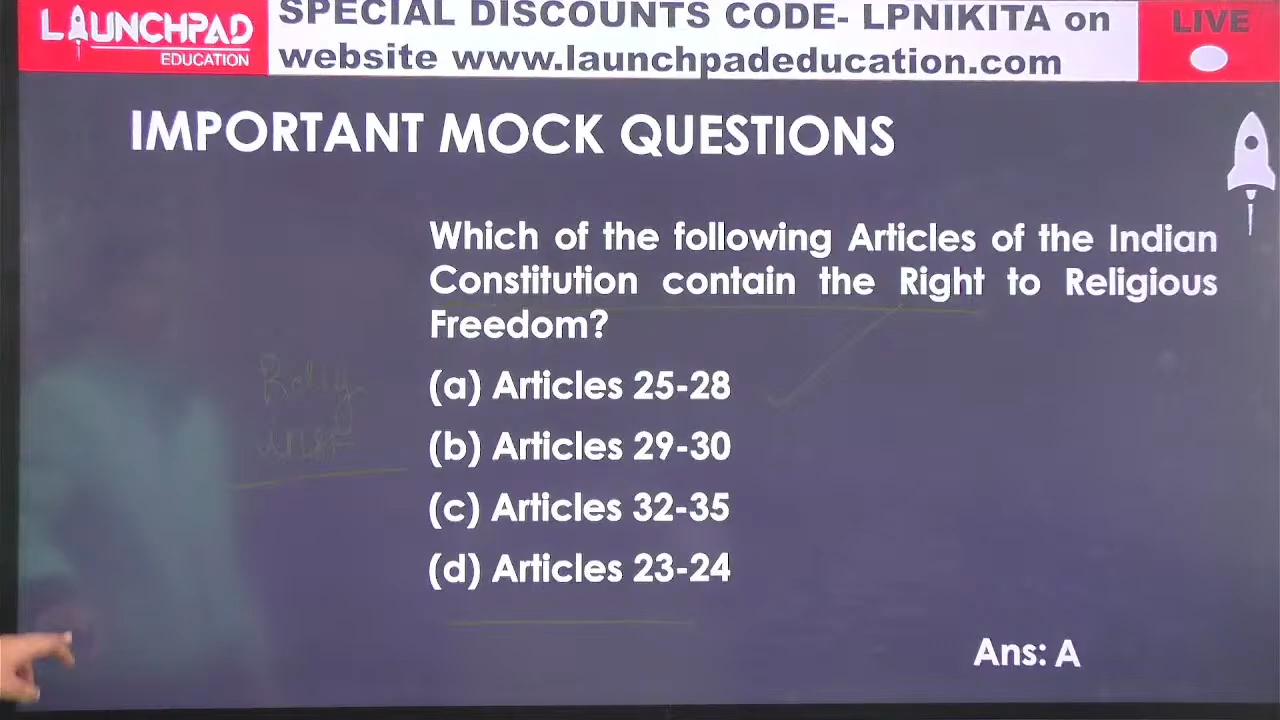 LAUNCHPAD
EDUCATION
SPECIAL DISCOUNTS CODE- LPNIKITA on
website www.launchpadeducation.com
LIVE
IMPORTANT MOCK QUESTIONS
Which of the following Articles of the Indian
Constitution contain the Right to Religious
Freedom?
(a) Articles 25-28
(b) Articles 29-30
(c) Articles 32-35
(d) Articles 23-24
Ans: A